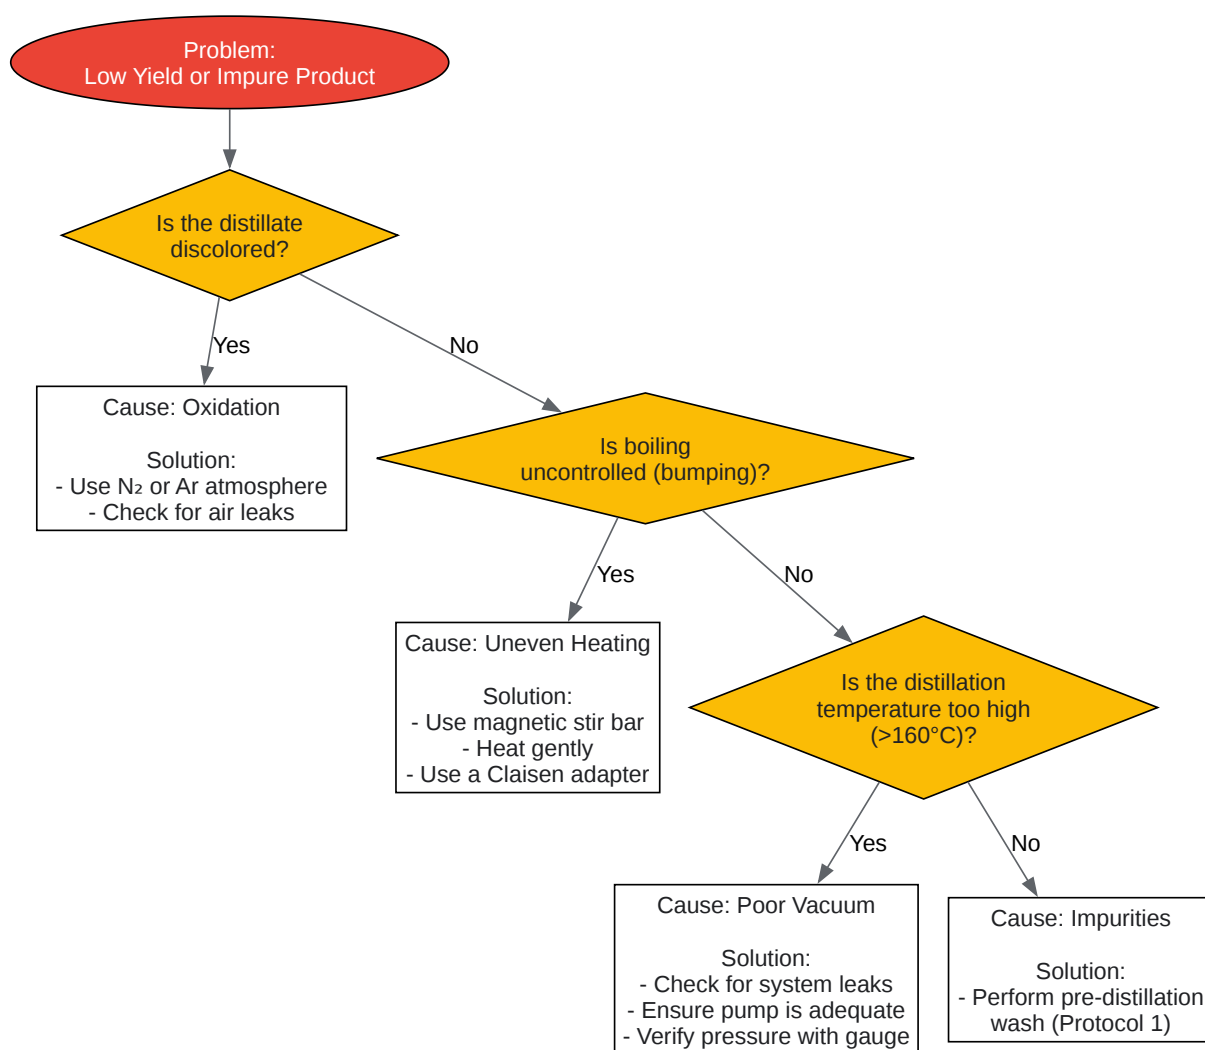 Problem:
Low Yield or Impure Product
Is the distillate
discolored?
Yes
No
Cause: Oxidation
Solution:
- Use N₂ or Ar atmosphere
- Check for air leaks
Is boiling
uncontrolled (bumping)?
Yes
No
Cause: Uneven Heating
Solution:
- Use magnetic stir bar
- Heat gently
- Use a Claisen adapter
Is the distillation
temperature too high
(>160°C)?
Yes
No
Cause: Poor Vacuum
Solution:
- Check for system leaks
- Ensure pump is adequate
- Verify pressure with gauge
Cause: Impurities
Solution:
- Perform pre-distillation
wash (Protocol 1)